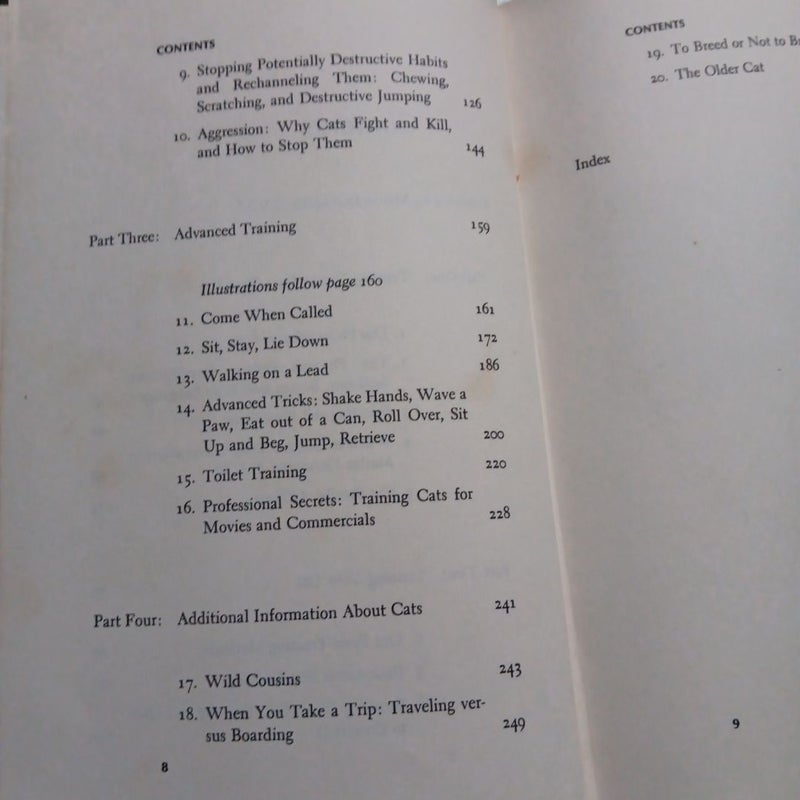 CONTENTS
9. Stopping Potentially Destructive Habits
and Rechanneling Them: Chewing,
Scratching, and Destructive Jumping 126
10. Aggression: Why Cats Fight and Kill,
and How to Stop Them 144
Part Three: Advanced Training 159
Illustrations follow page 160
11. Come When Called 161
12. Sit, Stay, Lie Down 172
13. Walking on a Lead 186
14. Advanced Tricks: Shake Hands, Wave a
Paw, Eat out of a Can, Roll Over, Sit
Up and Beg, Jump, Retrieve 200
15. Toilet Training 220
16. Professional Secrets: Training Cats for
Movies and Commercials 228
Part Four: Additional Information About Cats 241
17. Wild Cousins 243
18. When You Take a Trip: Traveling ver-
sus Boarding 249
8
CONTENTS
19. To Breed or Not to
20. The Older Cat
Index
9